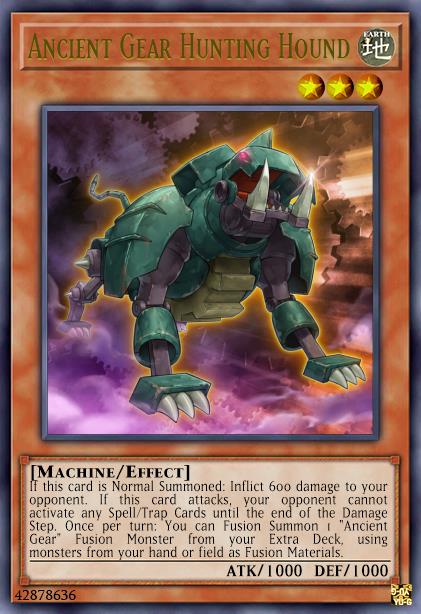 Ancient Gear Hunting Hound
EARTH
地
[Machine/Effect]
If this card is Normal Summoned: Inflict 600 damage to your
opponent. If this card attacks, your opponent cannot
activate any Spell/Trap Cards until the end of the Damage
Step. Once per turn: You can Fusion Summon 1 "Ancient
Gear" Fusion Monster from your Extra Deck, using
monsters from your hand or field as Fusion Materials.
ATK/1000 DEF/1000
42878636